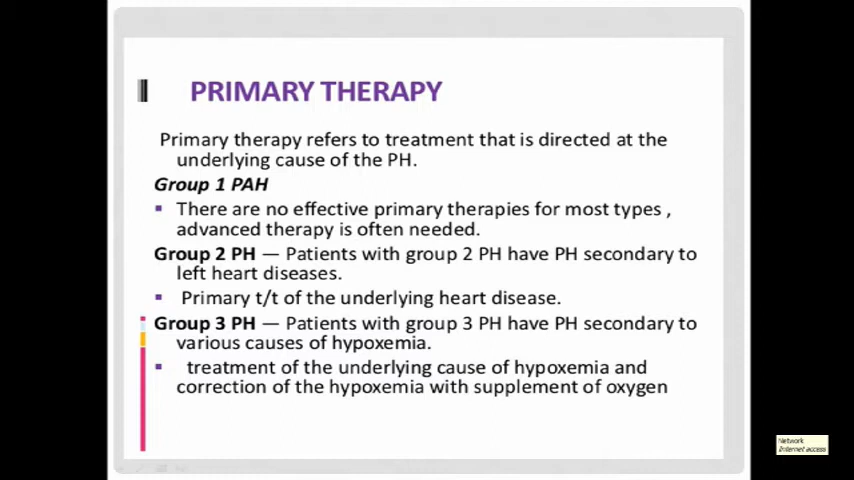 PRIMARY THERAPY
Primary therapy refers to treatment that is directed at the
underlying cause of the PH.
Group 1 PAH
▪ There are no effective primary therapies for most types ,
advanced therapy is often needed.
Group 2 PH — Patients with group 2 PH have PH secondary to
left heart diseases.
▪ Primary t/t of the underlying heart disease.
Group 3 PH — Patients with group 3 PH have PH secondary to
various causes of hypoxemia.
▪ treatment of the underlying cause of hypoxemia and
correction of the hypoxemia with supplement of oxygen
Network
Internet access